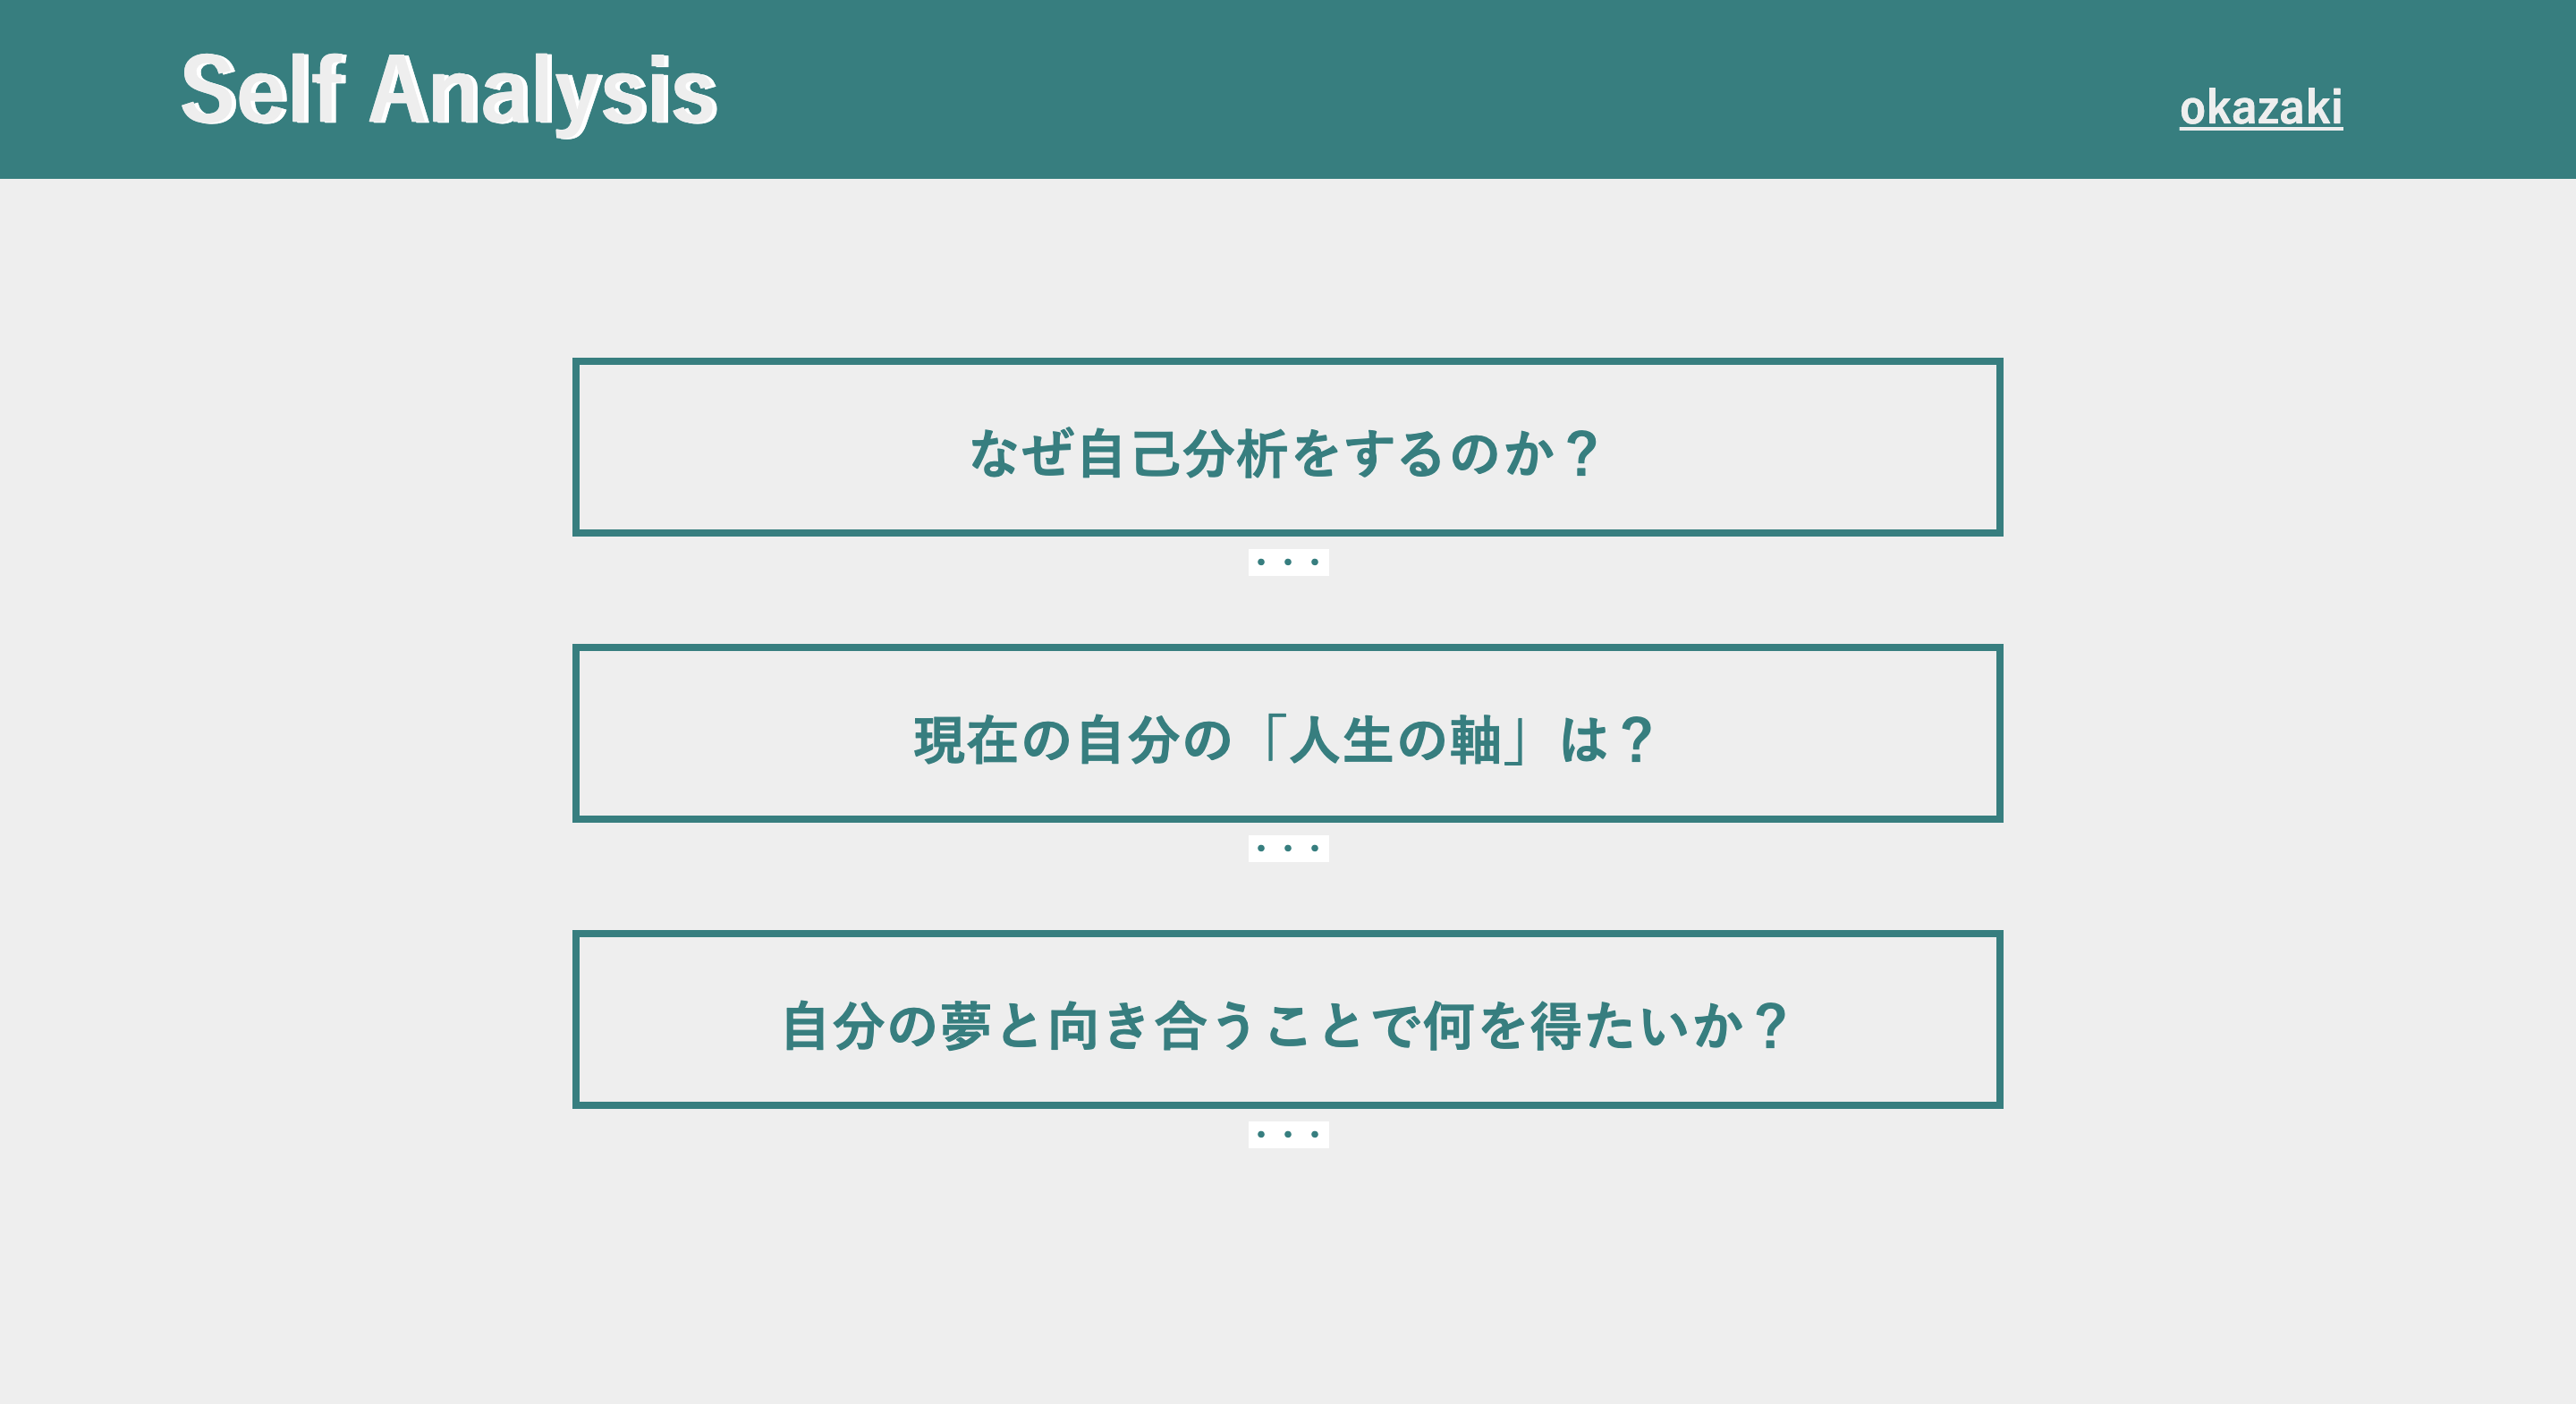 Self Analysis
okazaki
なぜ自己分析をするのか？
・・・
現在の自分の「人生の軸」は？
・・・
自分の夢と向き合うことで何を得たいか？
・・・